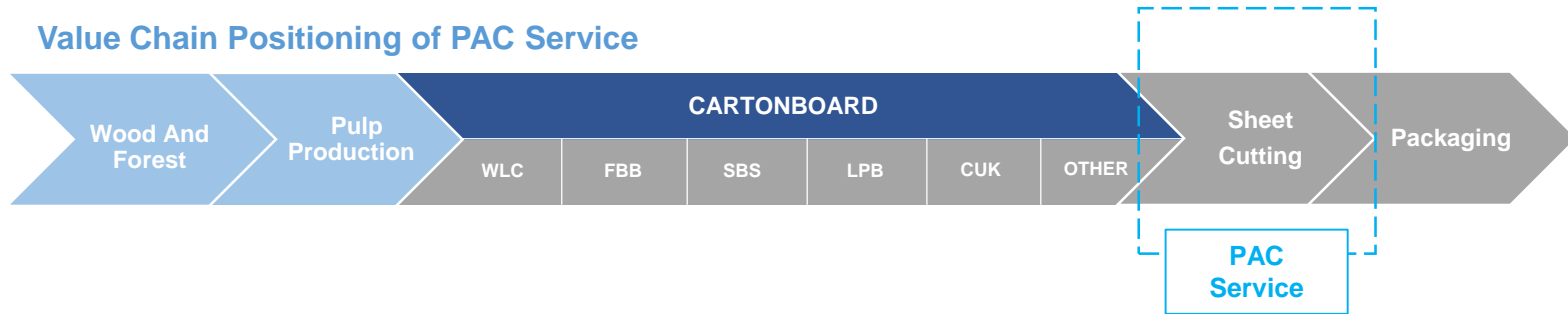 Value Chain Positioning of PAC Service
Wood And
Forest
Pulp
Production
CARTONBOARD
WLC
FBB
SBS
LPB
CUK
OTHER
Sheet
Cutting
Packaging
PAC
Service